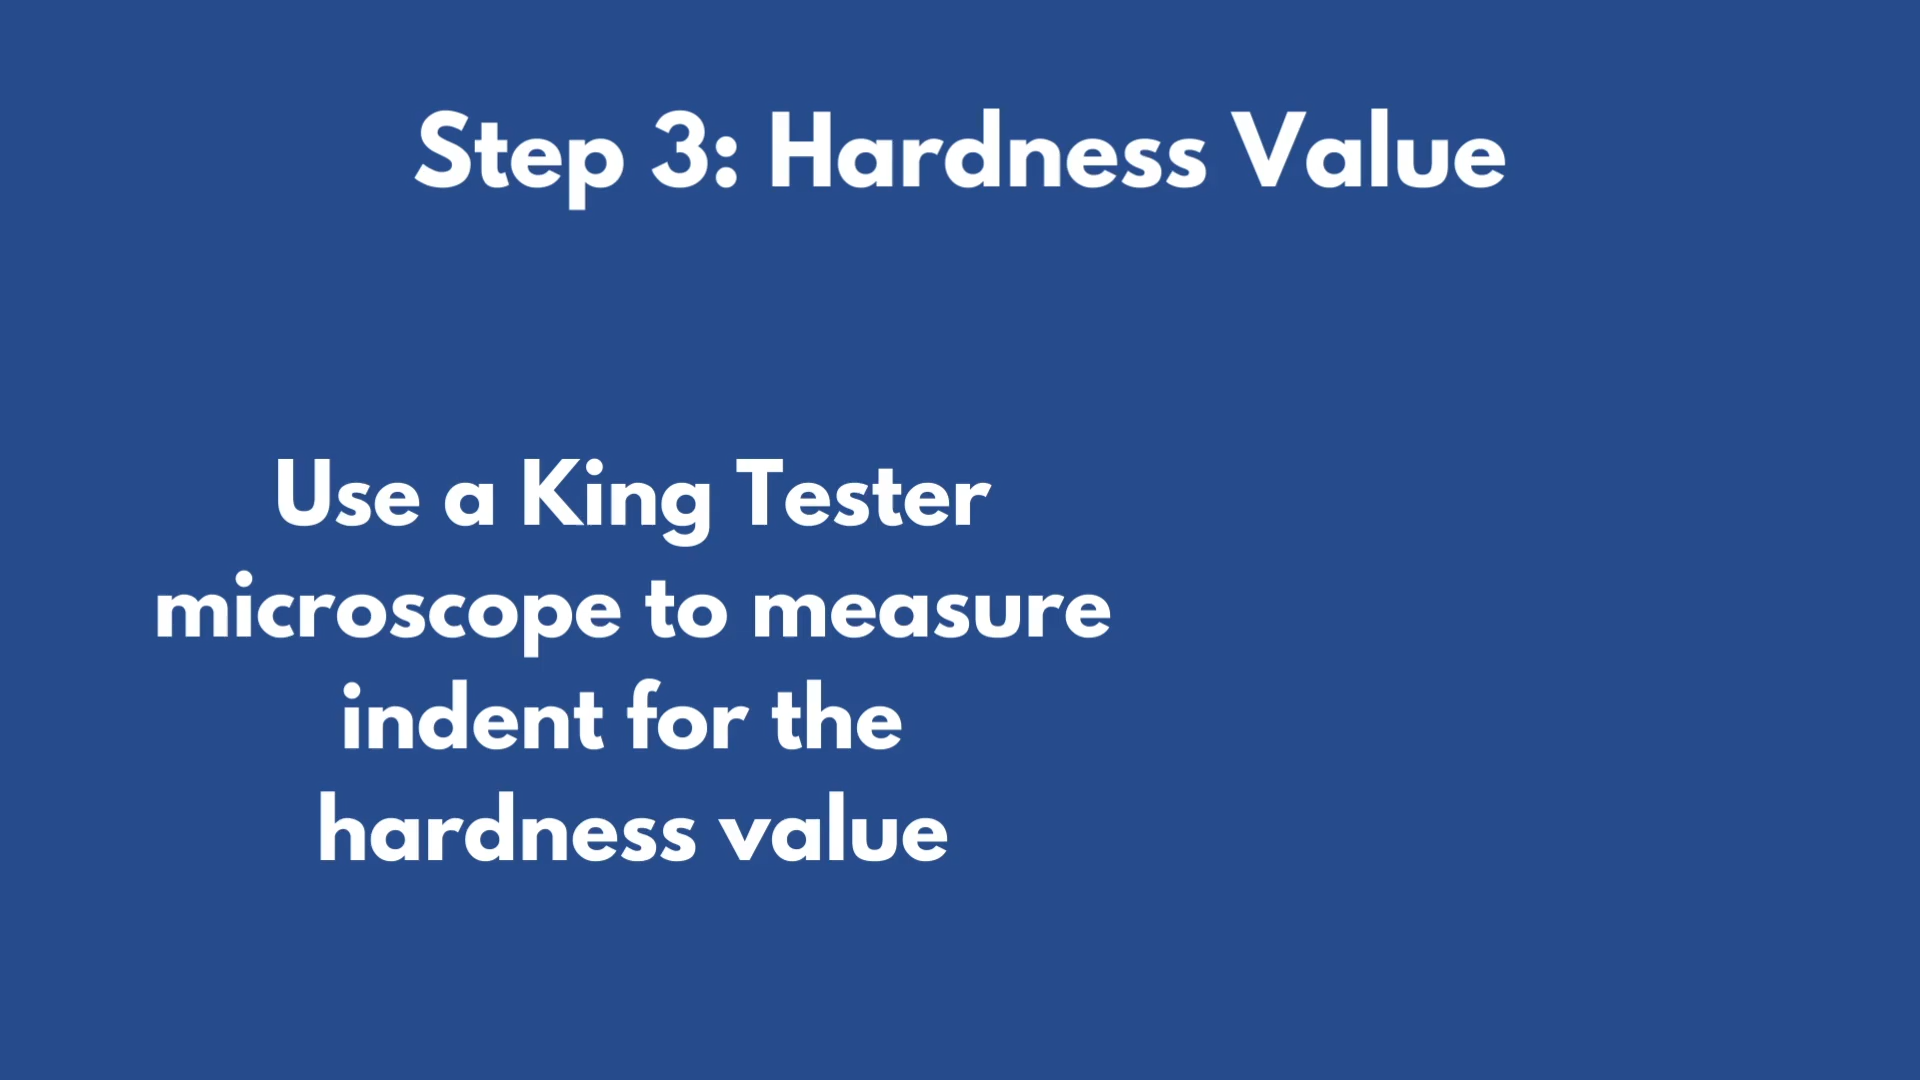 Step 3: Hardness Value
Use a King Tester
microscope to measure
indent for the
hardness value